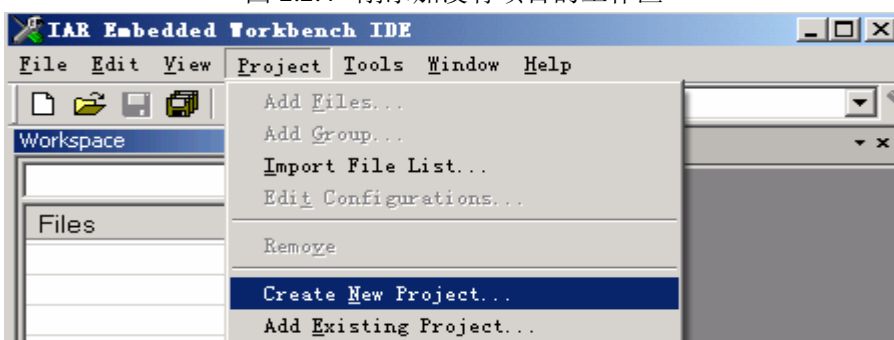 IAR Embedded Workbench IDE
File Edit View Project Tools Window Help
Add Files...
Add Group...
Workspace
Import File List...
Edit Configurations...
Files
Remove
Create New Project...
Add Existing Project...